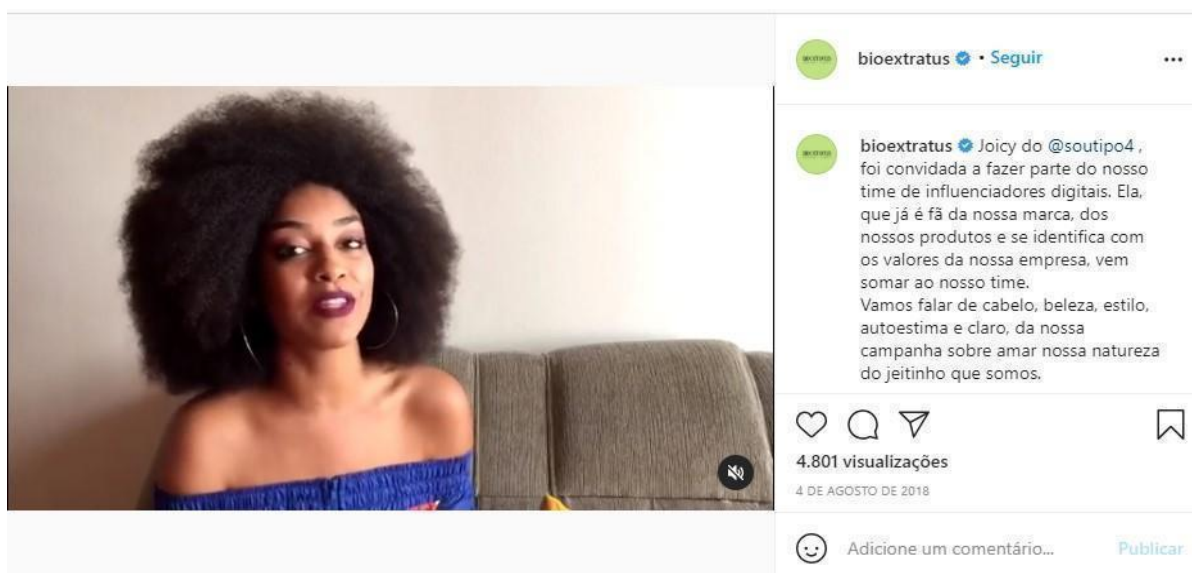 bioextratus • Seguir
bioextratus Joicy do @soutipo4 ,
foi convidada a fazer parte do nosso
time de influenciadores digitais. Ela,
que já é fã da nossa marca, dos
nossos produtos e se identifica com
os valores da nossa empresa, vem
somar ao nosso time.
Vamos falar de cabelo, beleza, estilo,
autoestima e claro, da nossa
campanha sobre amar nossa natureza
do jeitinho que somos.
4.801 visualizações
4 DE AGOSTO DE 2018
Adicione um comentário... Publicar